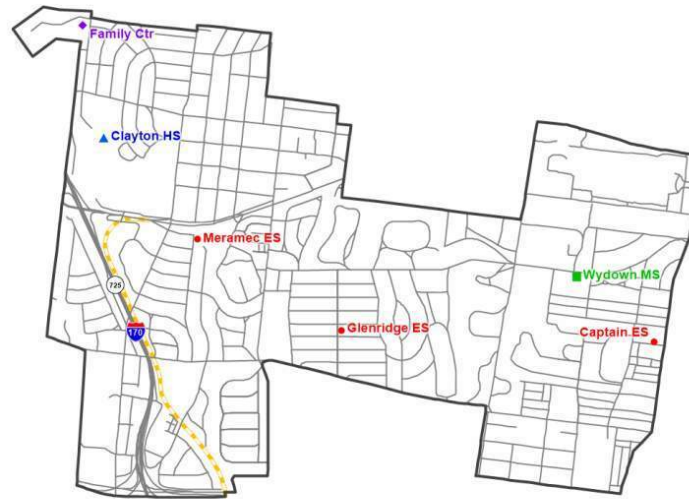 Family Ctr
Clayton HS
Meramec ES
Wydown MS
725
170
Glenridge ES
Captain ES